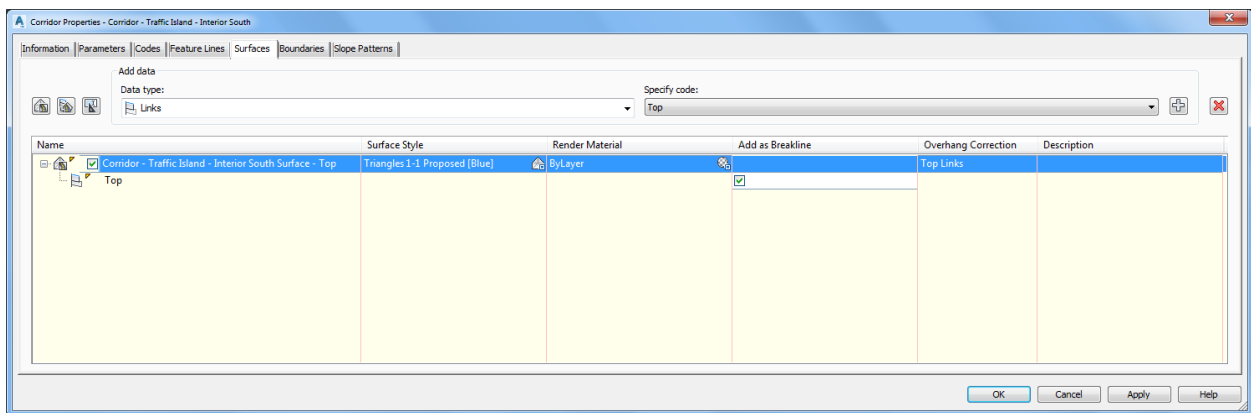 Corridor Properties - Corridor - Traffic Island - Interior South
Information Parameters Codes Feature Lines Surfaces Boundaries Slope Patterns
Add data
Data type: Specify code:
Links Top
Name Surface Style Render Material Add as Breakline Overhang Correction Description
Corridor - Traffic Island - Interior South Surface - Top Triangles 1-1 Proposed [Blue] ByLayer Top Links
Top
OK Cancel Apply Help